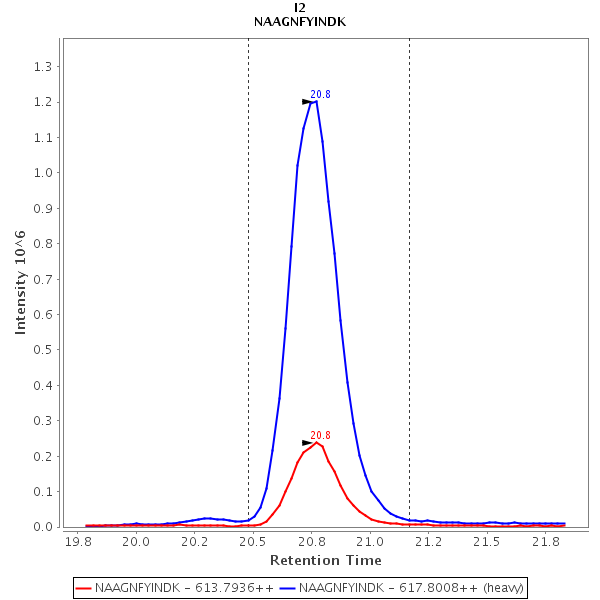 I2
NAAGNFYINDK
Intensity 10^6
1.3
1.2
1.1
1.0
0.9
0.8
0.7
0.6
0.5
0.4
0.3
0.2
0.1
0.0
20.8
20.8
19.8 20.0 20.2 20.5 20.8 21.0 21.2 21.5 21.8
Retention Time
NAAGNFYINDK - 613.7936++ NAAGNFYINDK - 617.8008++ (heavy)